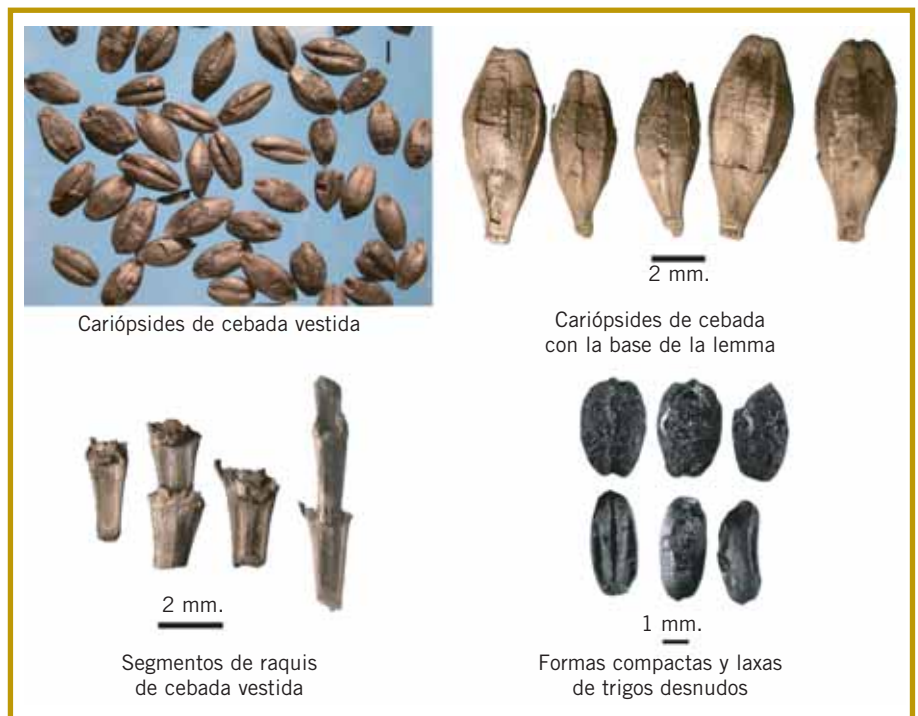 Cariópsides de cebada vestida
2 mm.
Cariópsides de cebada
con la base de la lemma
2 mm.
Segmentos de raquis
de cebada vestida
1 mm.
Formas compactas y laxas
de trigos desnudos